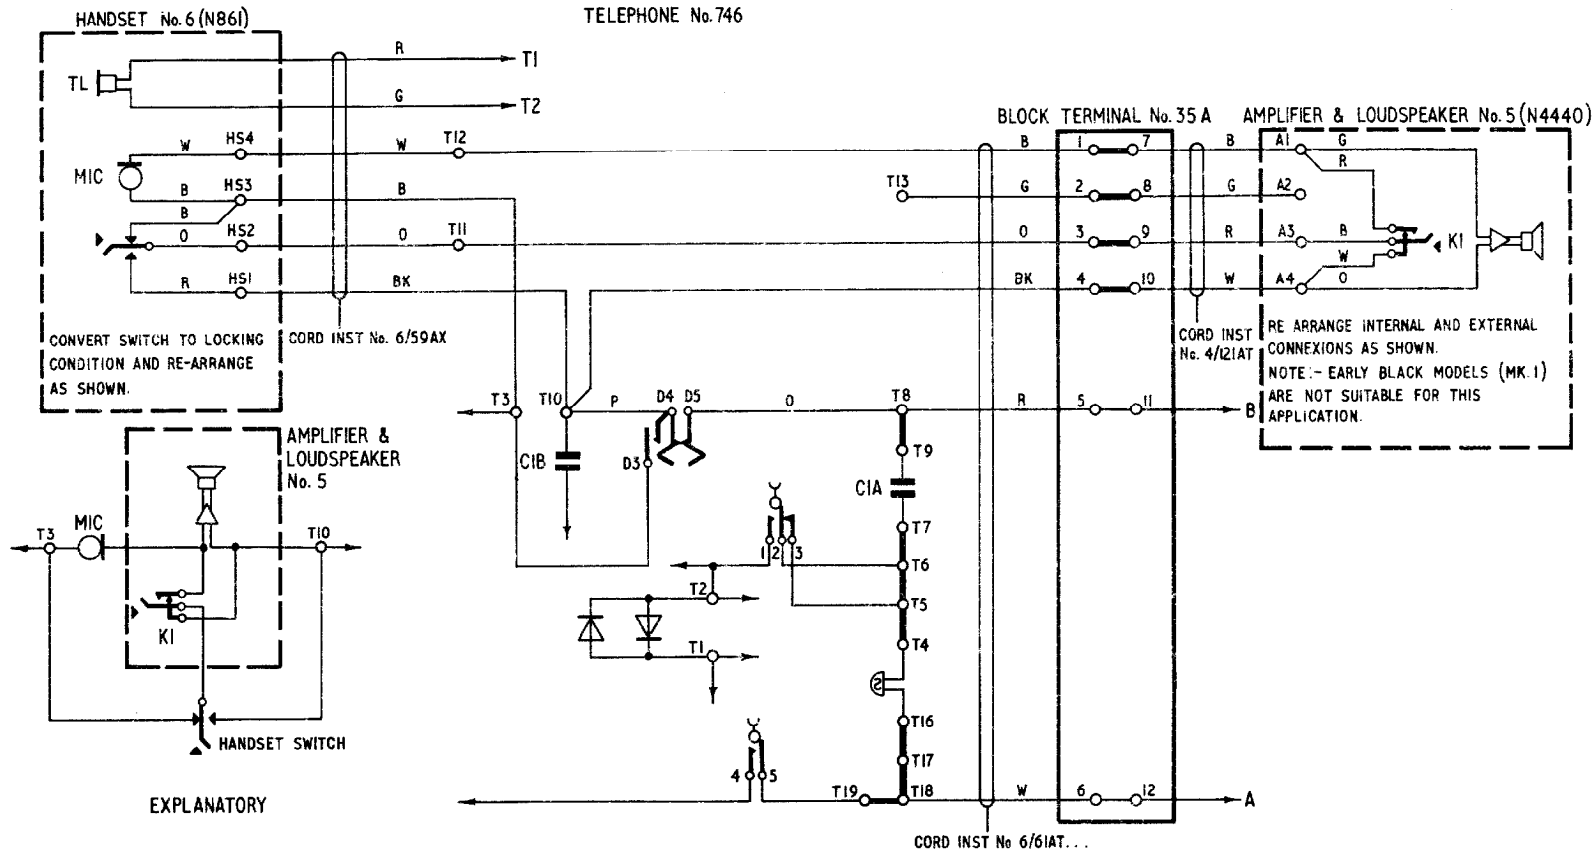 TELEPHONE No. 746
HANDSET No. 6 (N861)
R
T1
TL
G
T2
BLOCK TERMINAL No. 35 A
AMPLIFIER & LOUDSPEAKER No. 5 (N4440)
W HS4 W T12 B 1 7 B A1 G
R
MIC
B HS3 B T13 G 2 8 G A2
B
O HS2 O T11 O 3 9 R A3 B K1
W
R HS1 BK BK 4 10 W A4 O
CONVERT SWITCH TO LOCKING
CONDITION AND RE-ARRANGE
AS SHOWN.
CORD INST No. 6/59AX
CORD INST
No. 4/121AT
RE ARRANGE INTERNAL AND EXTERNAL
CONNEXIONS AS SHOWN.
NOTE:- EARLY BLACK MODELS (MK.1)
ARE NOT SUITABLE FOR THIS
APPLICATION.
T3 T10 P D4 D5 O T8 R 5 11 B
AMPLIFIER &
LOUDSPEAKER
No. 5
C1B
D3
T9
C1A
MIC
T3
T10
T7
1 2 3
T6
T2
T5
K1
T1
T4
S
HANDSET SWITCH
T16
T17
4 5
T19 T18 W 6 12 A
EXPLANATORY
CORD INST No 6/61AT...